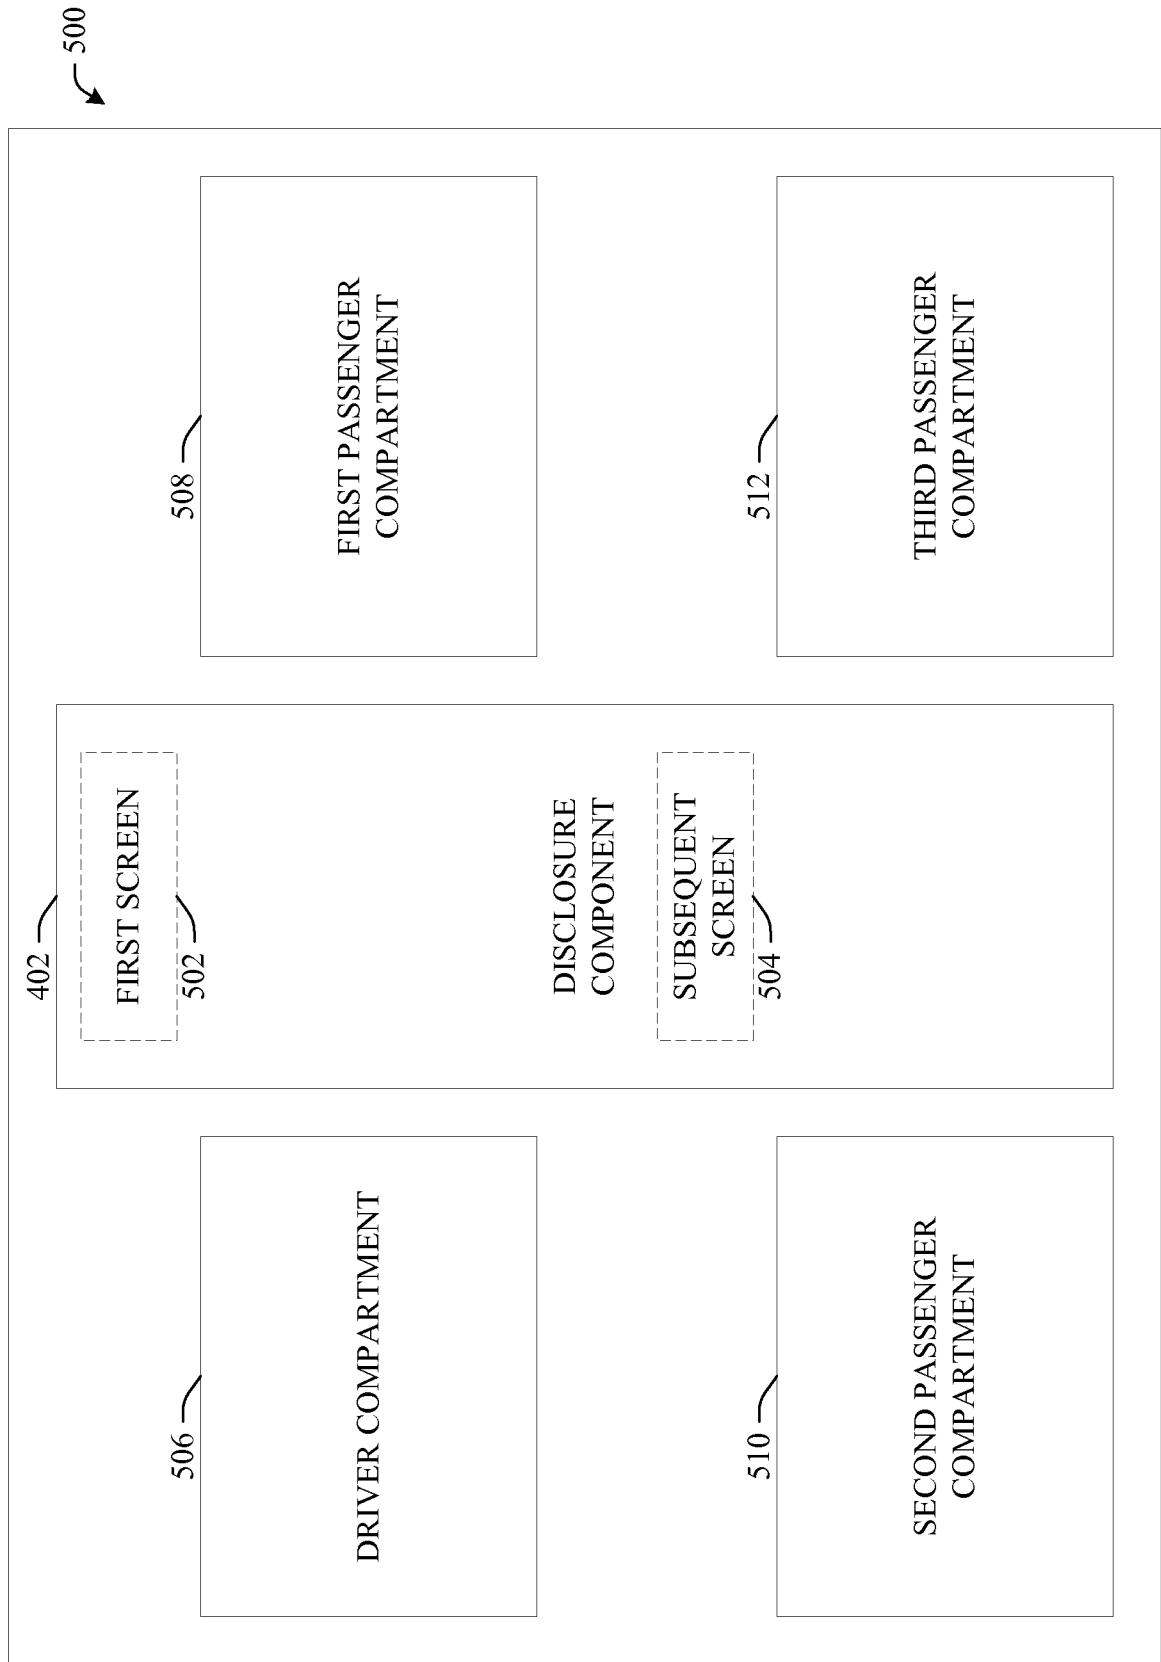 500
402
FIRST SCREEN
502
506
DRIVER COMPARTMENT
508
FIRST PASSENGER
COMPARTMENT
DISCLOSURE
COMPONENT
SUBSEQUENT
SCREEN
504
510
SECOND PASSENGER
COMPARTMENT
512
THIRD PASSENGER
COMPARTMENT